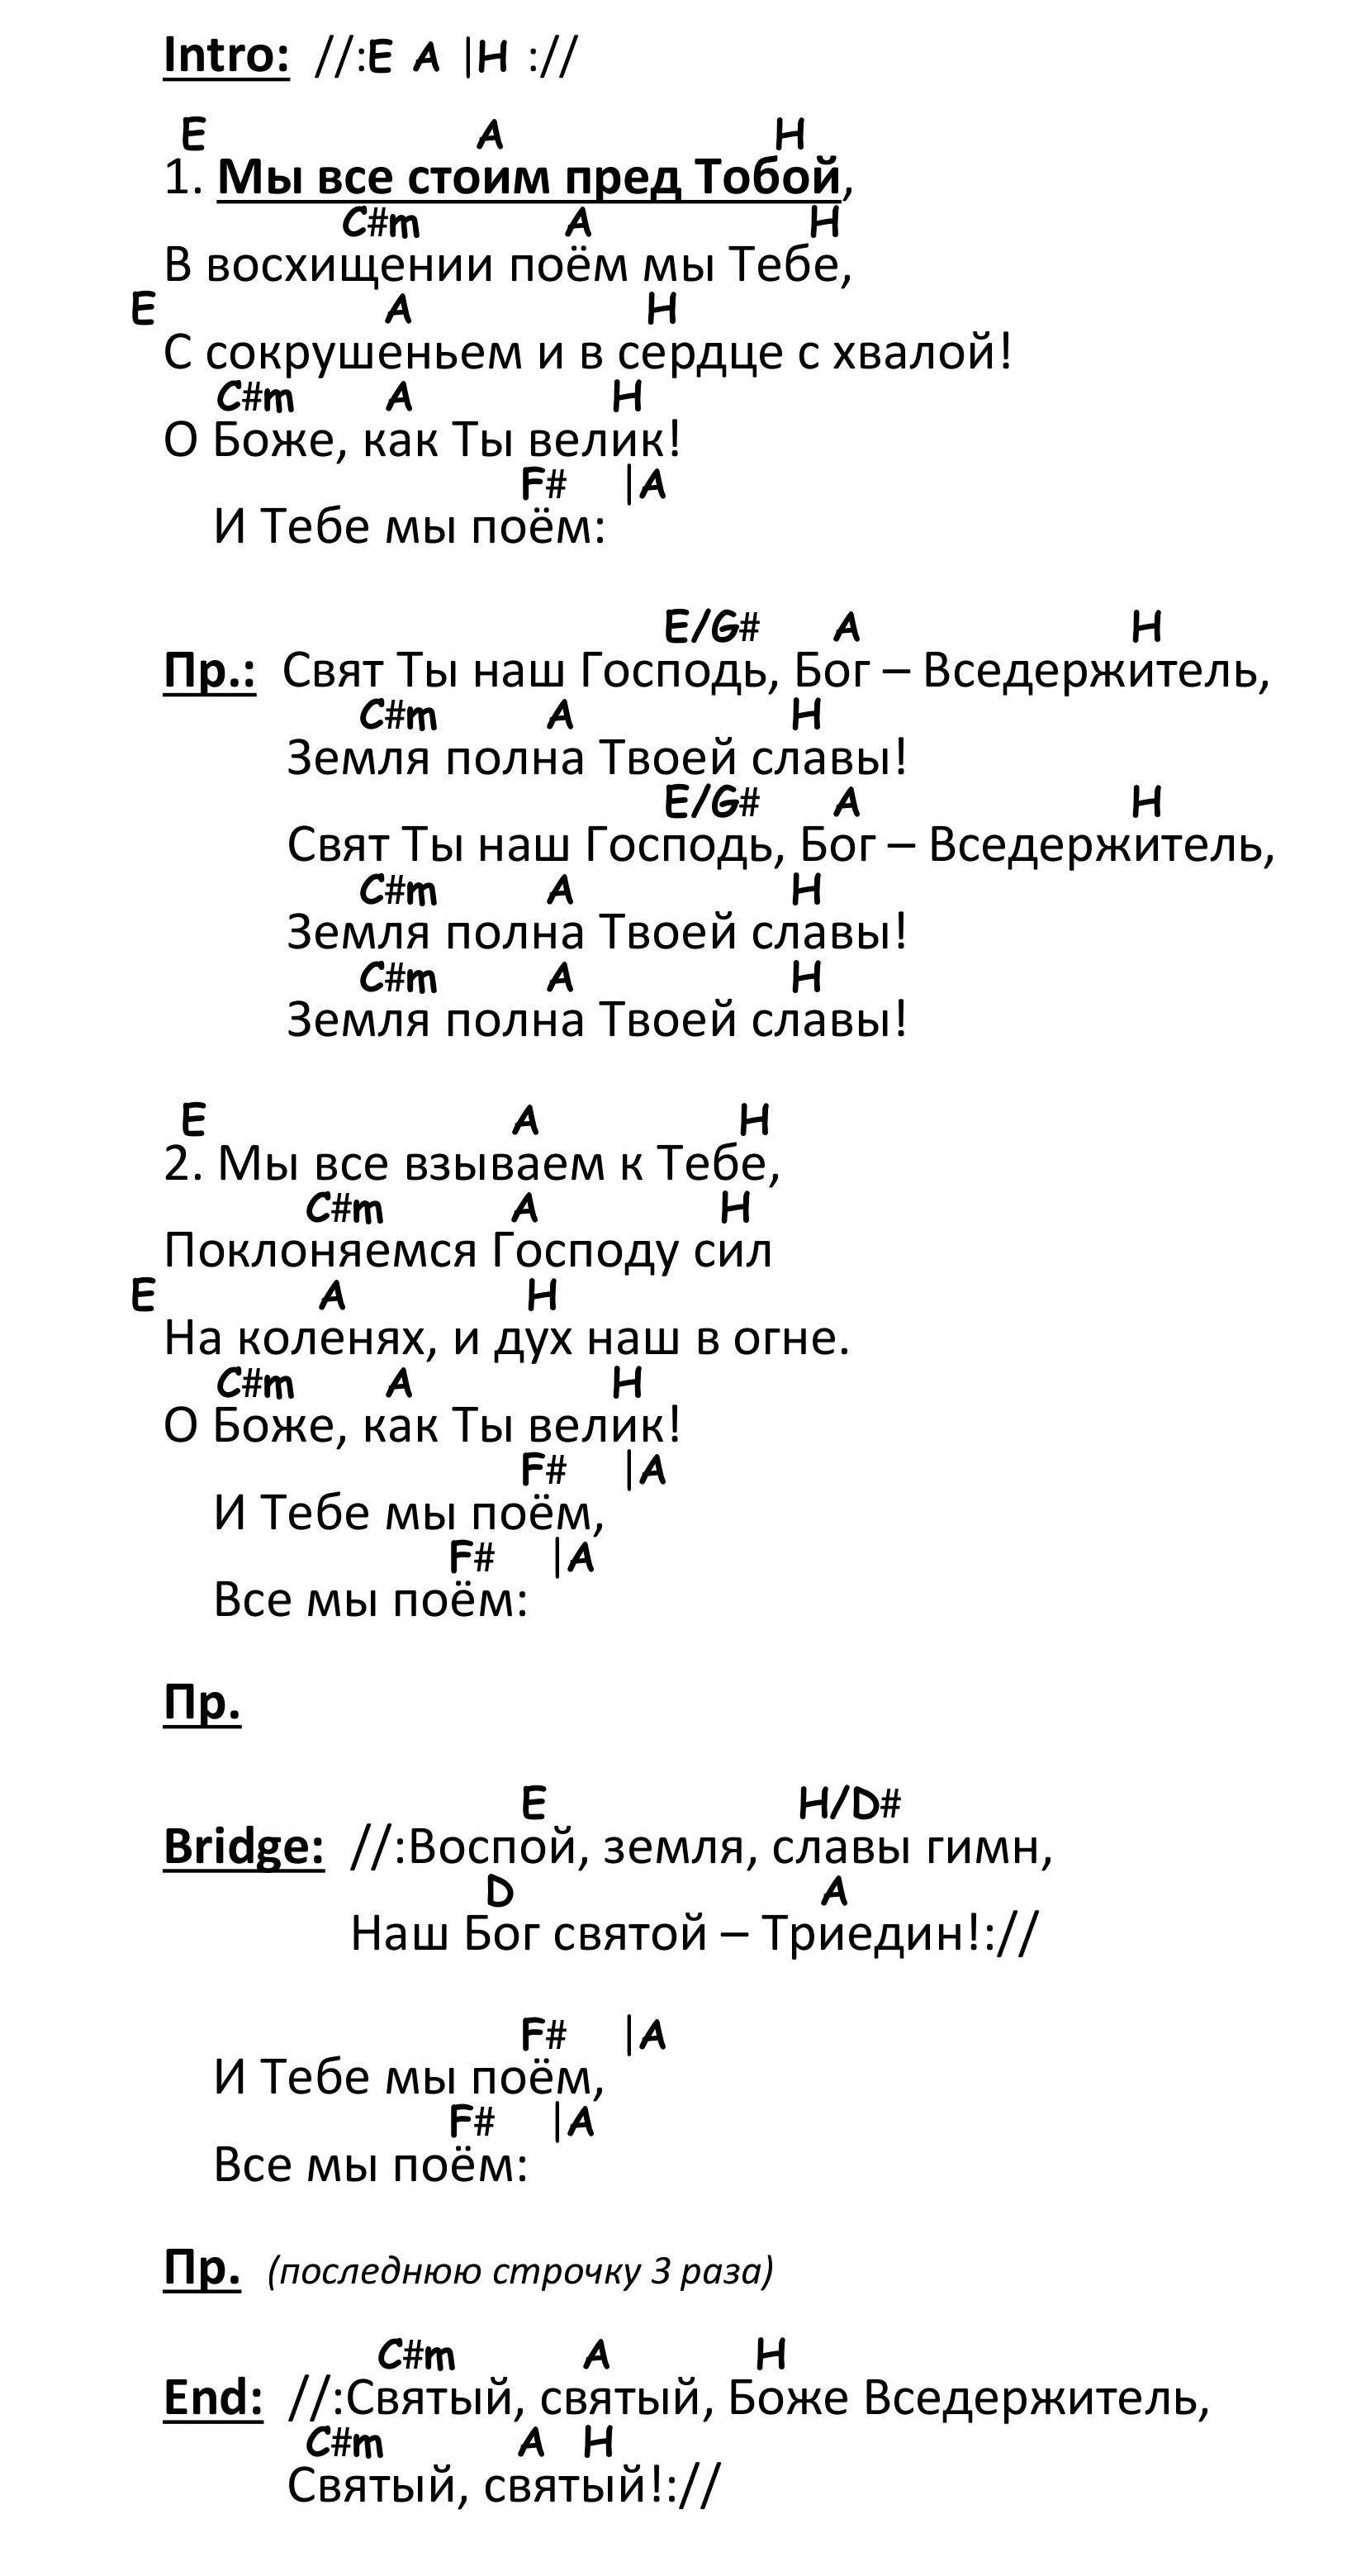 Intro: //:E A |H ://
E A H
1. Мы все стоим пред Тобой,
C#m A H
В восхищении поём мы Тебе,
E A H
С сокрушеньем и в сердце с хвалой!
C#m A H
О Боже, как Ты велик!
F# |A
И Тебе мы поём:
E/G# A H
Пр.: Свят Ты наш Господь, Бог – Вседержитель,
C#m A H
Земля полна Твоей славы!
E/G# A H
Свят Ты наш Господь, Бог – Вседержитель,
C#m A H
Земля полна Твоей славы!
C#m A H
Земля полна Твоей славы!
E A H
2. Мы все взываем к Тебе,
C#m A H
Поклоняемся Господу сил
E A H
На коленях, и дух наш в огне.
C#m A H
О Боже, как Ты велик!
F# |A
И Тебе мы поём,
F# |A
Все мы поём:
Пр.
E H/D#
Bridge: //:Воспой, земля, славы гимн,
D A
Наш Бог святой – Триедин!://
F# |A
И Тебе мы поём,
F# |A
Все мы поём:
Пр. (последнюю строчку 3 раза)
C#m A H
End: //:Святый, святый, Боже Вседержитель,
C#m A H
Святый, святый!://